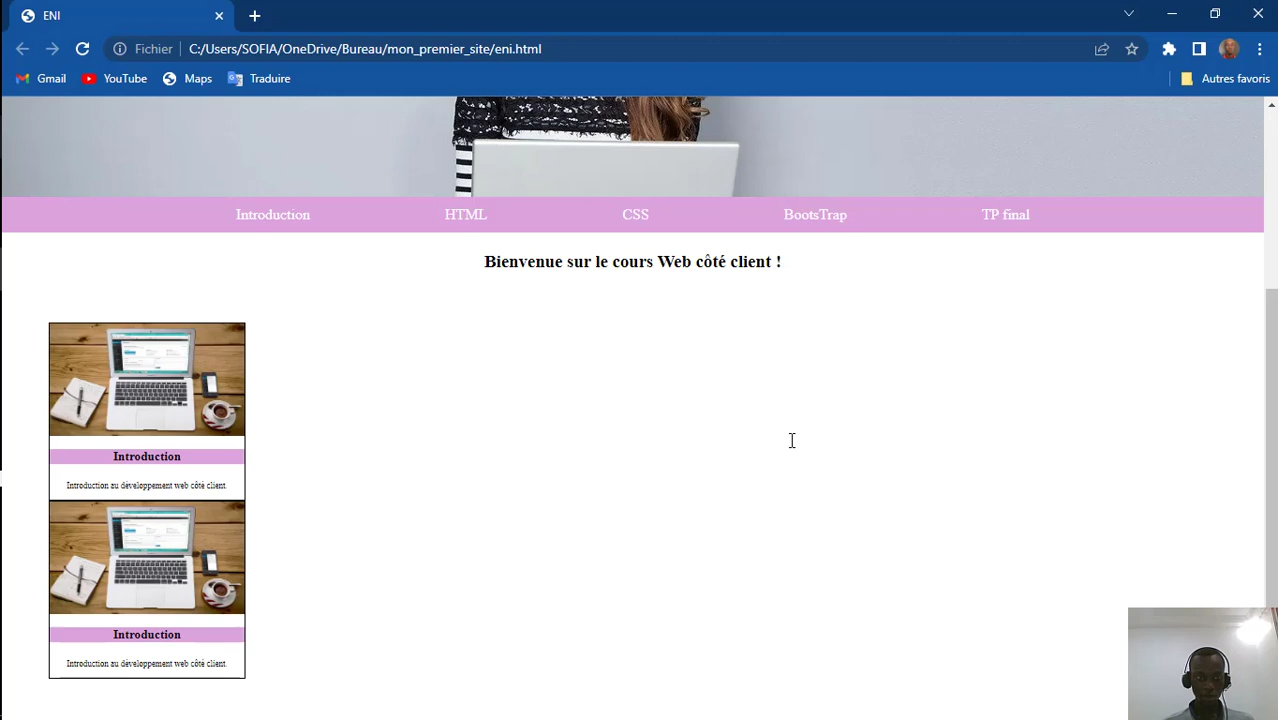 ENI
Fichier C:/Users/SOFIA/OneDrive/Bureau/mon_premier_site/eni.html
Gmail YouTube Maps Traduire Autres favoris
Introduction HTML CSS BootsTrap TP final
Bienvenue sur le cours Web côté client !
Introduction
Introduction au développement web côté client.
Introduction
Introduction au développement web côté client.